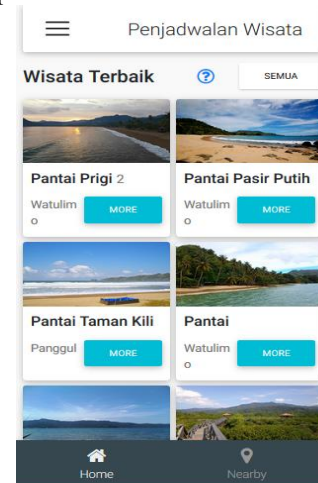 Penjadwalan Wisata
Wisata Terbaik ? SEMUA
Pantai Prigi 2
Watulim
o
MORE
Pantai Pasir Putih
Watulim
o
MORE
Pantai Taman Kili
Panggul
MORE
Pantai
Watulim
o
MORE
Home
Nearby